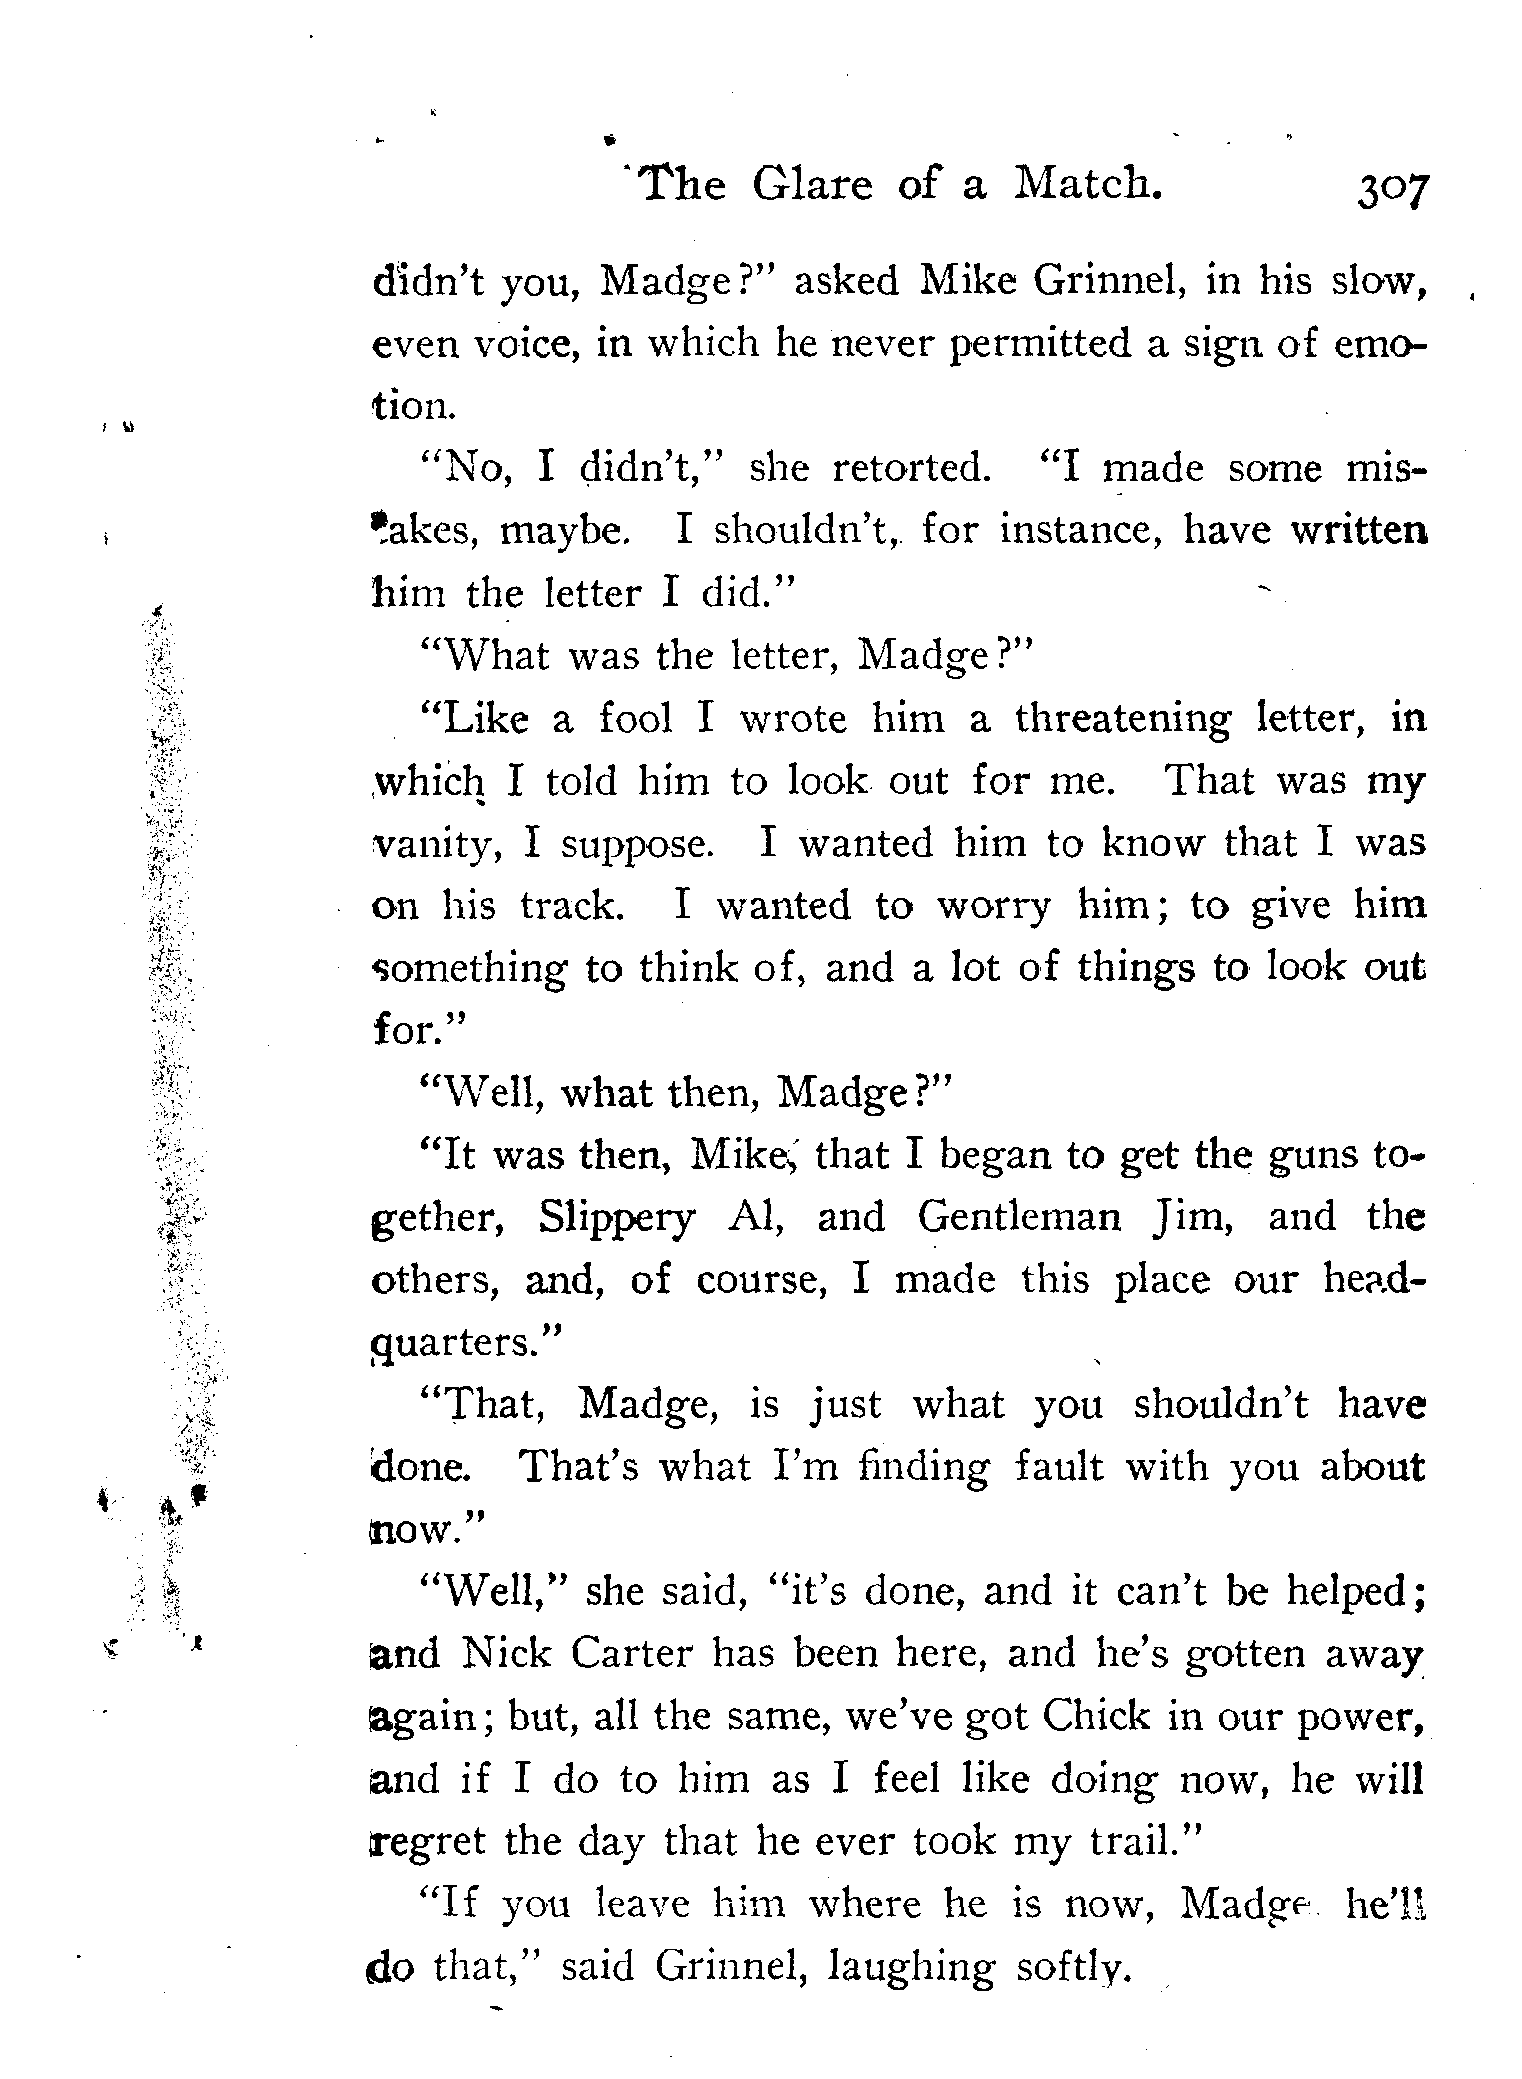 The Glare of a Match. 307
didn't you, Madge?" asked Mike Grinnel, in his slow,
even voice, in which he never permitted a sign of emo-
tion.
"No, I didn't," she retorted. "I made some mis-
takes, maybe. I shouldn't, for instance, have written
him the letter I did."
"What was the letter, Madge?"
"Like a fool I wrote him a threatening letter, in
which I told him to look out for me. That was my
vanity, I suppose. I wanted him to know that I was
on his track. I wanted to worry him; to give him
something to think of, and a lot of things to look out
for."
"Well, what then, Madge?"
"It was then, Mike, that I began to get the guns to-
gether, Slippery Al, and Gentleman Jim, and the
others, and, of course, I made this place our head-
quarters."
"That, Madge, is just what you shouldn't have
done. That's what I'm finding fault with you about
now."
"Well," she said, "it's done, and it can't be helped;
and Nick Carter has been here, and he's gotten away
again; but, all the same, we've got Chick in our power,
and if I do to him as I feel like doing now, he will
regret the day that he ever took my trail."
"If you leave him where he is now, Madge he'll
do that," said Grinnel, laughing softly.